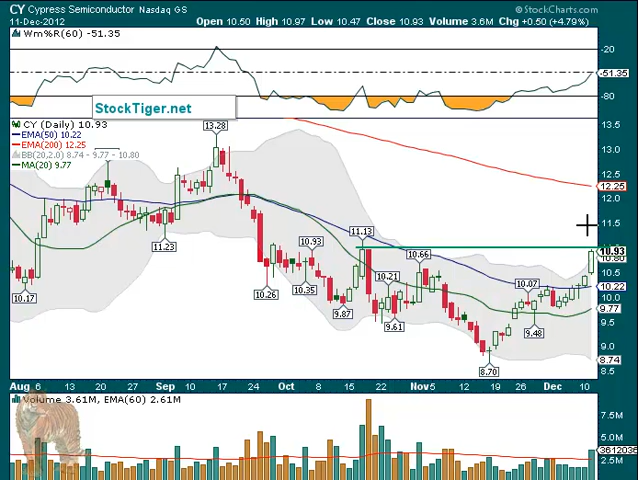 CY Cypress Semiconductor Nasdaq GS © StockCharts.com
11-Dec-2012 Open 10.50 High 10.97 Low 10.47 Close 10.93 Volume 3.6M Chg +0.50 (+4.79%)
Wm%R(60) -51.35
-20
-51.35
-80
StockTiger.net
CY (Daily) 10.93
EMA(50) 10.22
EMA(200) 12.25
BB(20,2.0) 8.74 - 9.77 - 10.80
MA(20) 9.77
13.5
13.28
13.0
12.5
12.25
12.0
11.5
11.23
11.13
10.93
10.93
10.80
10.66
10.5
10.21
10.07
10.17
10.26
10.35
10.22
10.0
9.87
9.77
9.61
9.48
9.5
9.0
8.74
8.70
8.5
Aug 6 13 20 27 Sep 10 17 24 Oct 8 15 22 Nov 5 12 19 26 Dec 10
Volume 3.61M, EMA(60) 2.61M
7.5M
5.0M
3612035
2.5M